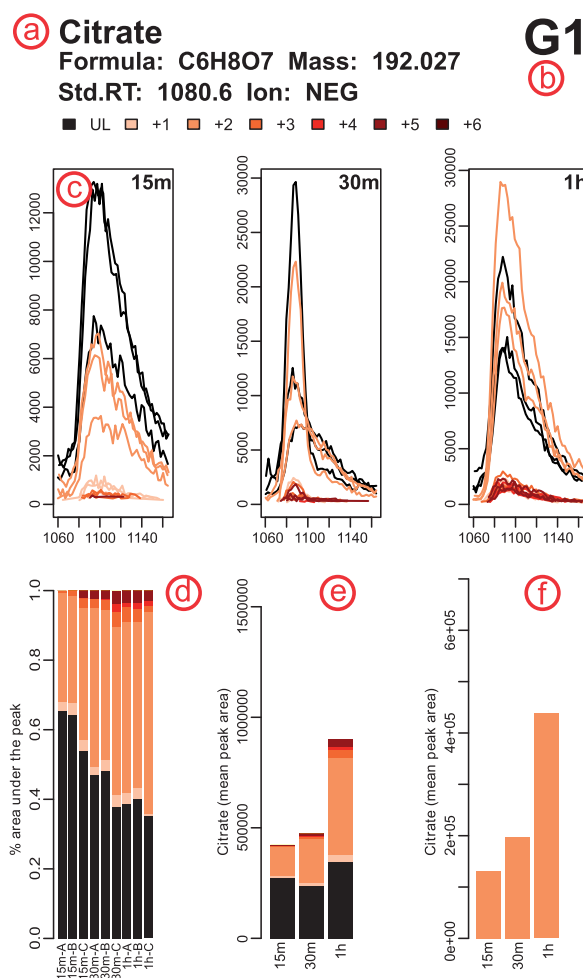 a Citrate G1
Formula: C6H8O7 Mass: 192.027
b
Std.RT: 1080.6 Ion: NEG
UL +1 +2 +3 +4 +5 +6
c 15m 30m 1h
0 2000 4000 6000 8000 10000 12000
0 5000 10000 15000 20000 25000 30000
0 5000 10000 15000 20000 25000 30000
1060 1100 1140 1060 1100 1140 1060 1100 1140
d e f
% area under the peak
0.0 0.2 0.4 0.6 0.8 1.0
15m-A 15m-B 15m-C 30m-A 30m-B 30m-C 1h-A 1h-B 1h-C
Citrate (mean peak area)
0 500000 1000000 1500000
15m 30m 1h
Citrate (mean peak area)
0e+00 2e+05 4e+05 6e+05
15m 30m 1h